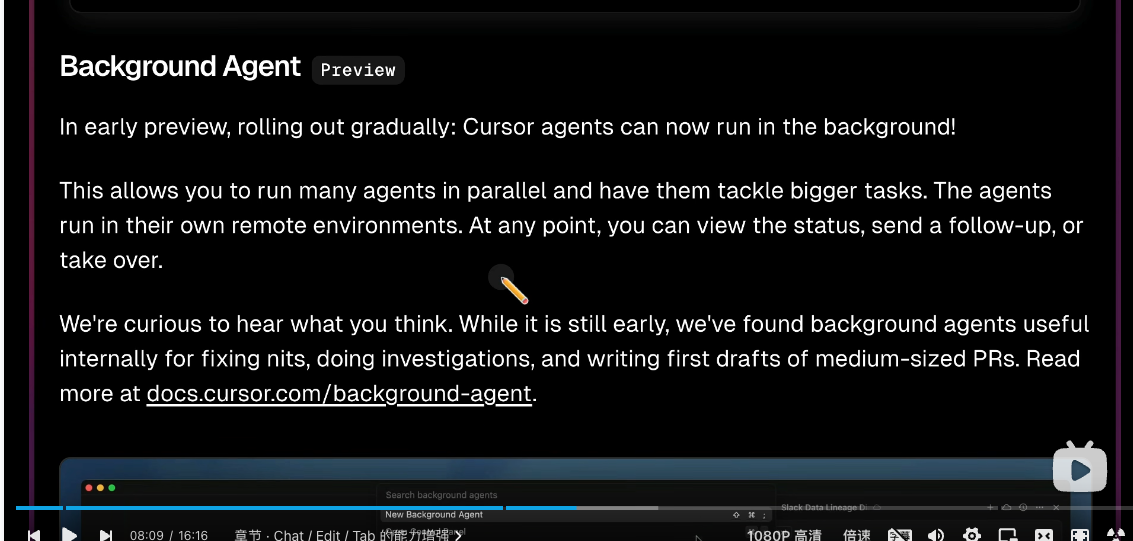 Background Agent Preview
In early preview, rolling out gradually: Cursor agents can now run in the background!
This allows you to run many agents in parallel and have them tackle bigger tasks. The agents
run in their own remote environments. At any point, you can view the status, send a follow-up, or
take over.
We're curious to hear what you think. While it is still early, we've found background agents useful
internally for fixing nits, doing investigations, and writing first drafts of medium-sized PRs. Read
more at docs.cursor.com/background-agent.
Search background agents
New Background Agent
Slack Data Lineage
08:09 / 16:16 章节 · Chat / Edit / Tab 的能力增强 1080P 高清 倍速